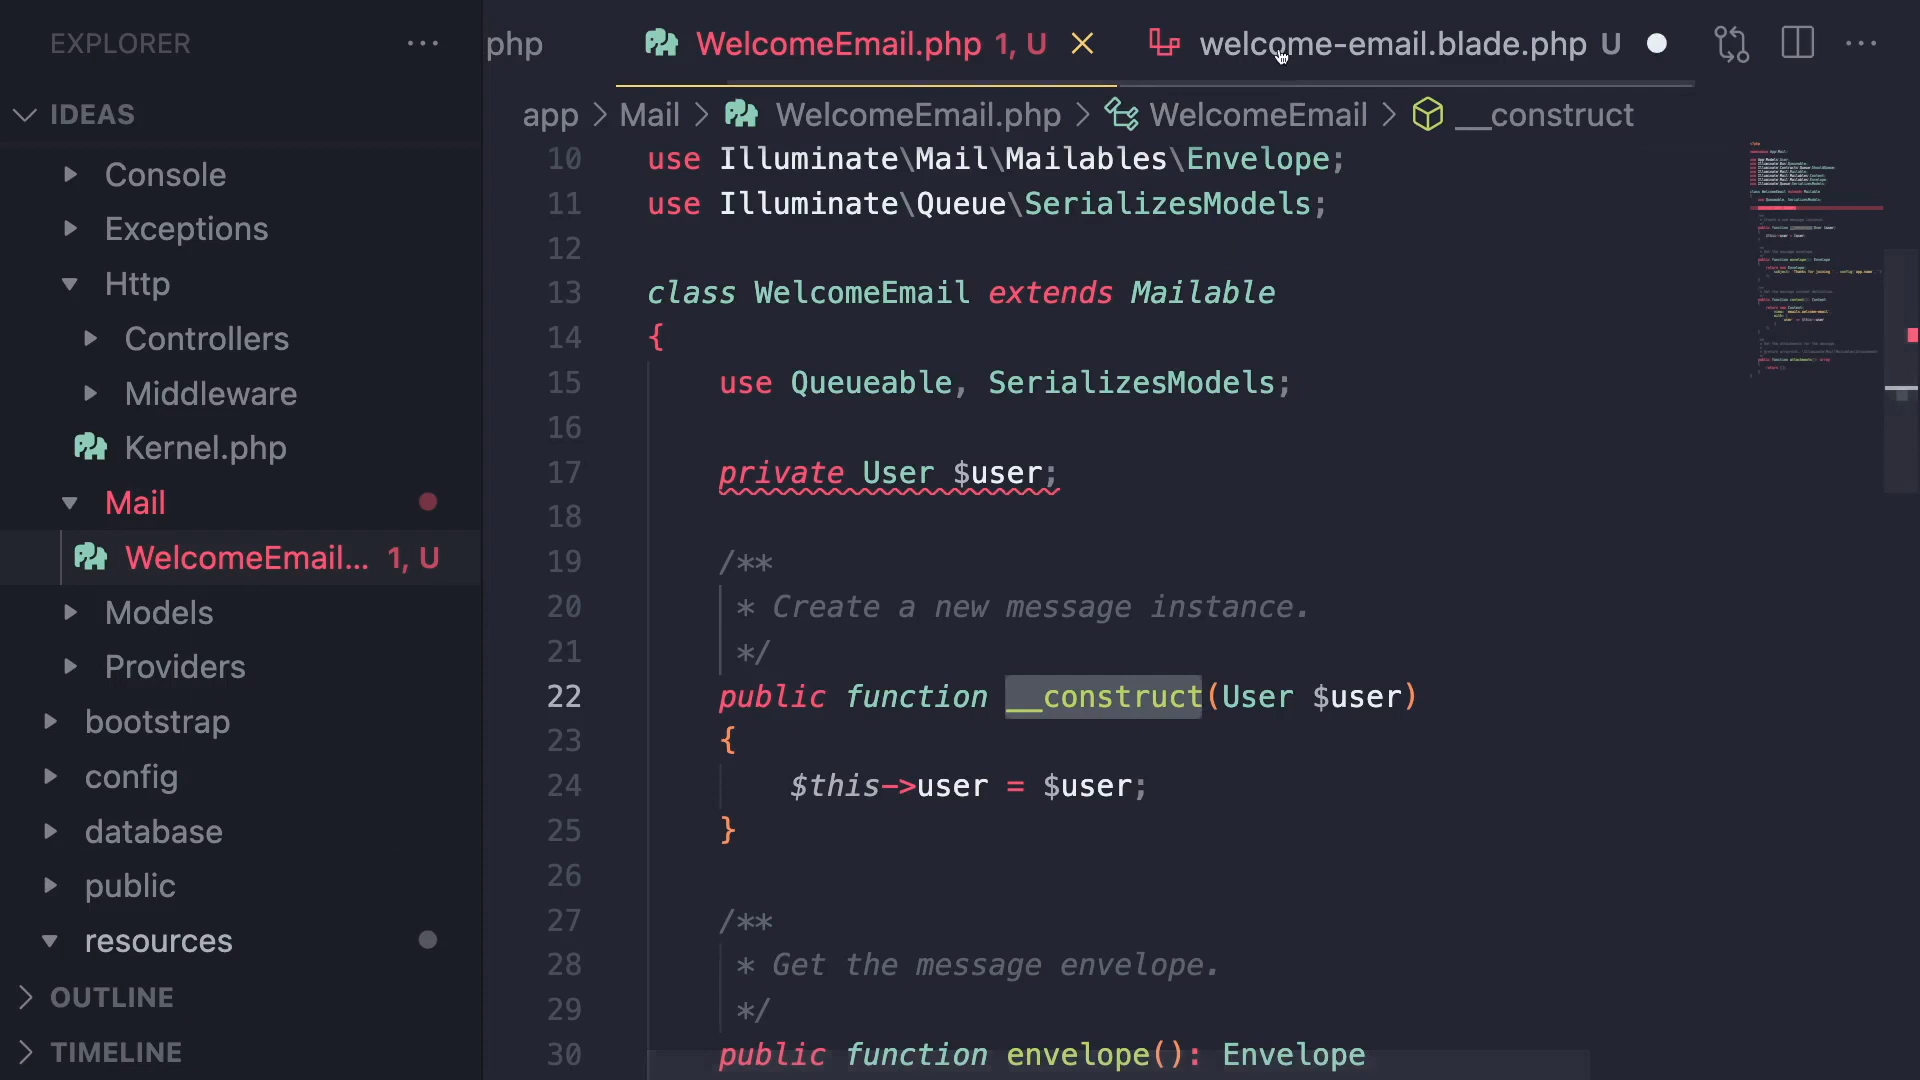 EXPLORER
php
WelcomeEmail.php 1, U
welcome-email.blade.php U
IDEAS
app > Mail > WelcomeEmail.php > WelcomeEmail > __construct
Console
Exceptions
Http
Controllers
Middleware
Kernel.php
Mail
WelcomeEmail... 1, U
Models
Providers
bootstrap
config
database
public
resources
OUTLINE
TIMELINE
10 use Illuminate\Mail\Mailables\Envelope;
11 use Illuminate\Queue\SerializesModels;
12
13 class WelcomeEmail extends Mailable
14 {
15 use Queueable, SerializesModels;
16
17 private User $user;
18
19 /**
20 * Create a new message instance.
21 */
22 public function __construct(User $user)
23 {
24 $this->user = $user;
25 }
26
27 /**
28 * Get the message envelope.
29 */
30 public function envelope(): Envelope